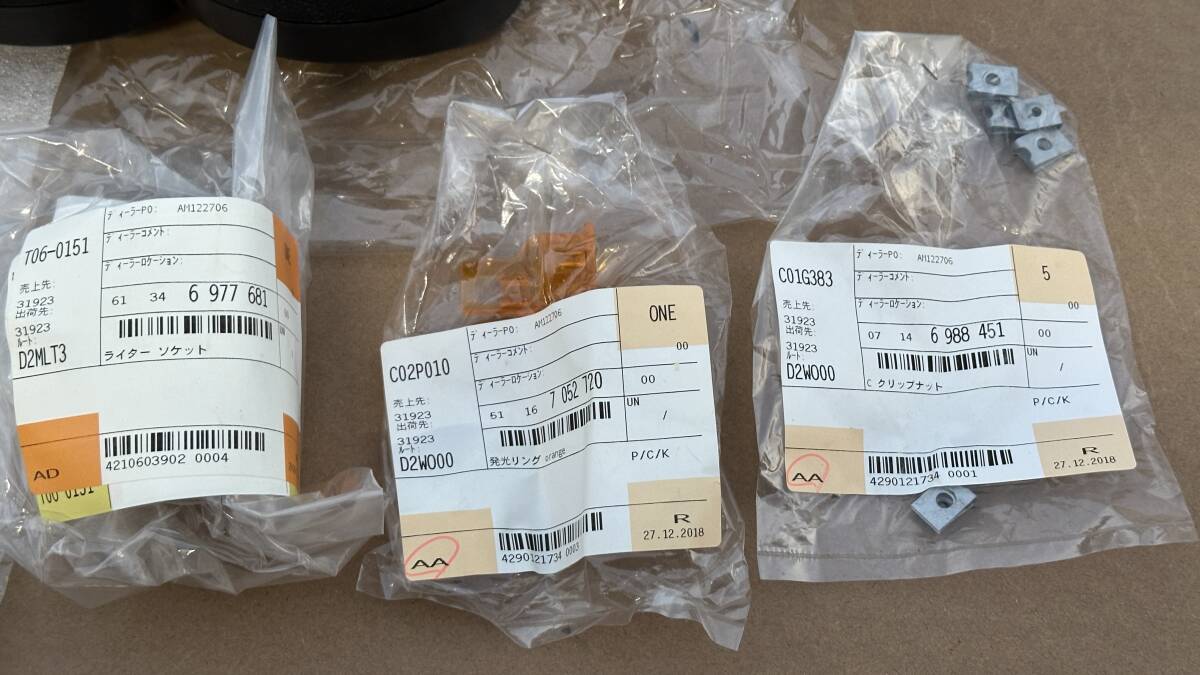 T06-0151
ディーラーPO: AM122706
ディーラーコメント:
ディーラーロケーション:
売上先:
31923
出荷先:
31923
ルート:
D2MLT3
61 34 6 977 681
00
UN
ライター ソケット
AD
4210603902 0004
T06-0151
C02P010
ディーラーPO: AM122706
ディーラーコメント:
ディーラーロケーション:
ONE
00
00
売上先:
31923
出荷先:
31923
ルート:
D2W000
61 16 7 052 720
UN
/
発光リング orange
P/C/K
AA
4290121734 0003
R
27.12.2018
C01G383
ディーラーPO: AM122706
ディーラーコメント:
ディーラーロケーション:
5
00
00
売上先:
31923
出荷先:
31923
ルート:
D2W000
07 14 6 988 451
UN
/
C クリップナット
P/C/K
AA
4290121734 0001
R
27.12.2018